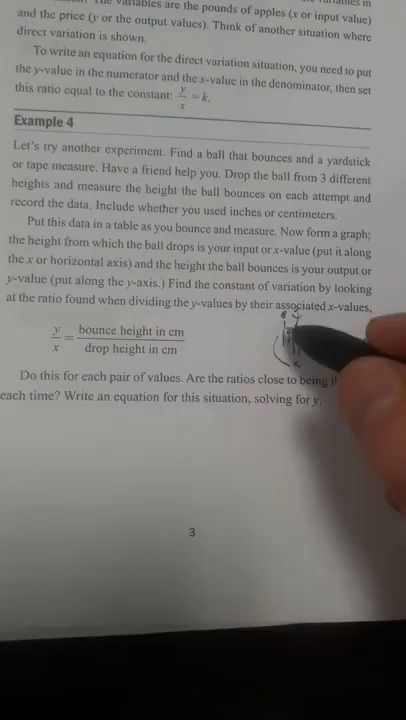 The variables are the pounds of apples (x or input value)
and the price (y or the output values). Think of another situation where
direct variation is shown.
To write an equation for the direct variation situation, you need to put
the y-value in the numerator and the x-value in the denominator, then set
this ratio equal to the constant: y/x = k.
Example 4
Let's try another experiment. Find a ball that bounces and a yardstick
or tape measure. Have a friend help you. Drop the ball from 3 different
heights and measure the height the ball bounces on each attempt and
record the data. Include whether you used inches or centimeters.
Put this data in a table as you bounce and measure. Now form a graph;
the height from which the ball drops is your input or x-value (put it along
the x or horizontal axis) and the height the ball bounces is your output or
y-value (put along the y-axis.) Find the constant of variation by looking
at the ratio found when dividing the y-values by their associated x-values,
y/x = bounce height in cm/drop height in cm
Do this for each pair of values. Are the ratios close to being
each time? Write an equation for this situation, solving for y.
3